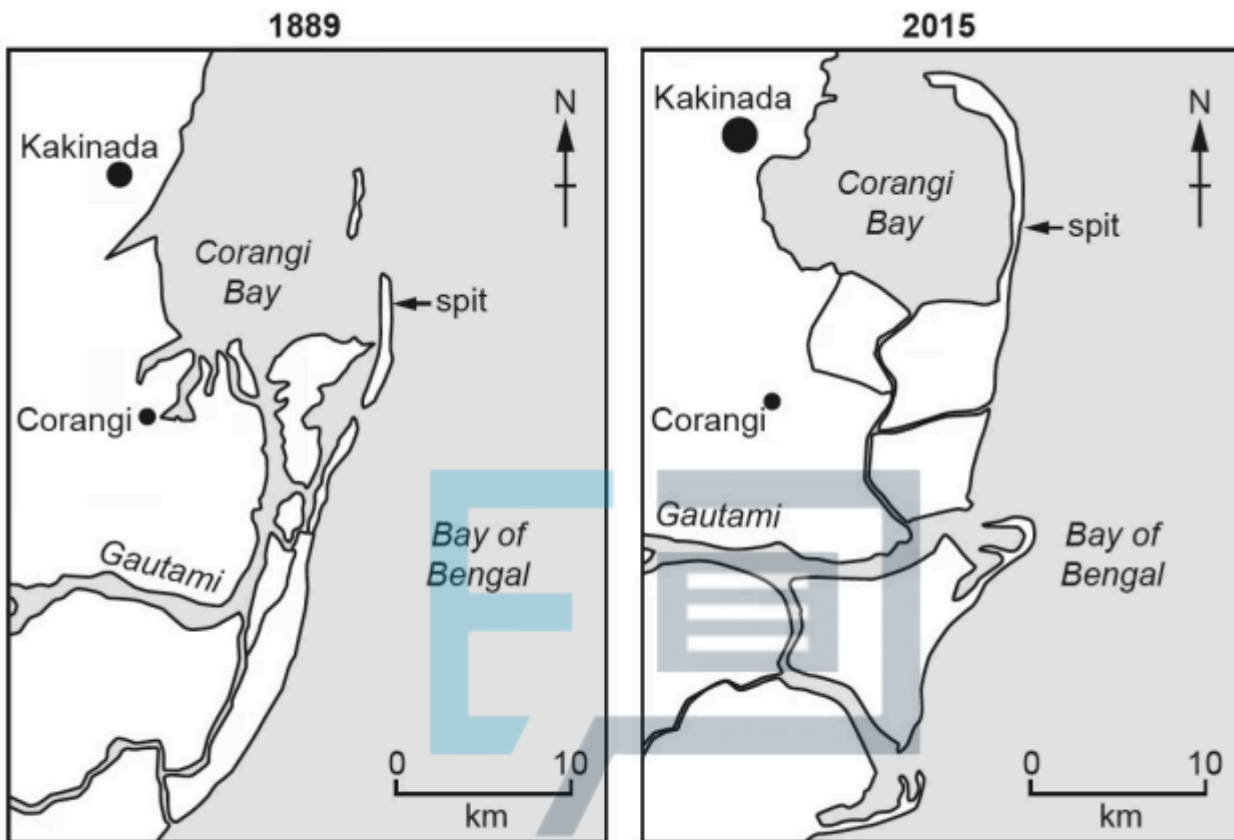 1889
Kakinada
N
Corangi
Bay
spit
Corangi
Gautami
Bay of
Bengal
0 10
km
2015
Kakinada
N
Corangi
Bay
spit
Corangi
Gautami
Bay of
Bengal
0 10
km